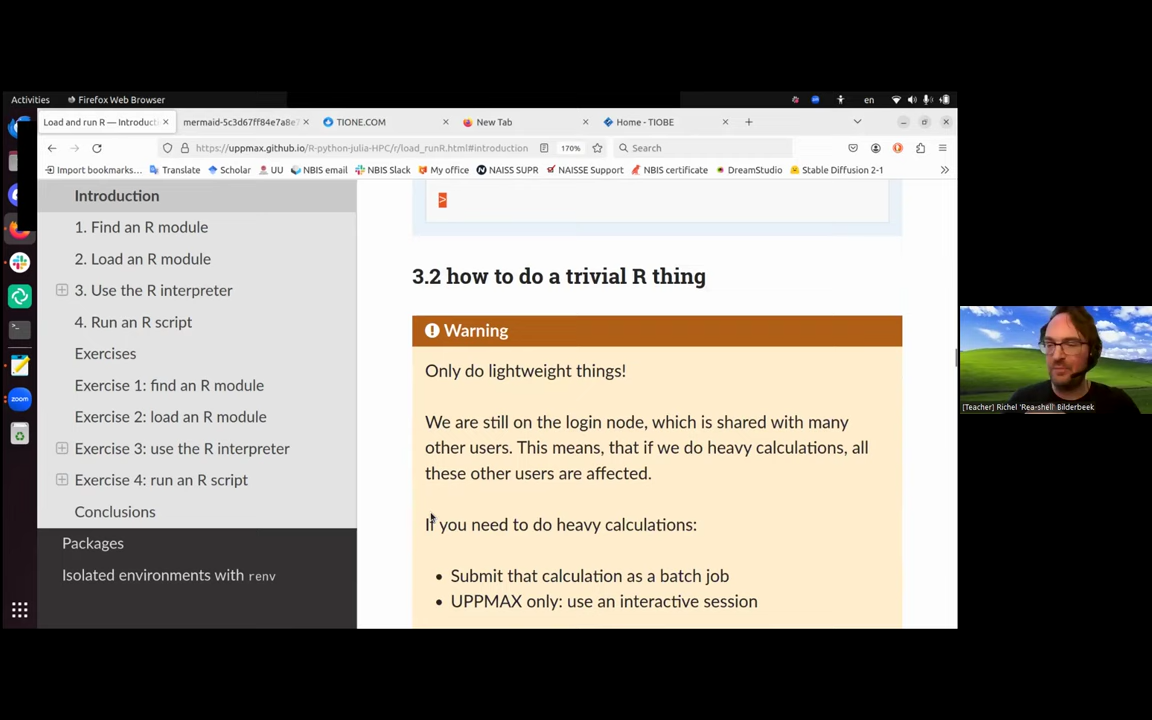 Activities
Firefox Web Browser
en
Load and run R — Introduct
mermaid-5c3d67ff84e7a8e7
TIONE.COM
New Tab
Home - TIOBE
https://uppmax.github.io/R-python-julia-HPC/r/load_runR.html#introduction
170%
Search
Import bookmarks...
Translate
Scholar
UU
NBIS email
NBIS Slack
My office
NAISS SUPR
NAISSE Support
NBIS certificate
DreamStudio
Stable Diffusion 2-1
Introduction
1. Find an R module
2. Load an R module
3. Use the R interpreter
4. Run an R script
Exercises
Exercise 1: find an R module
Exercise 2: load an R module
Exercise 3: use the R interpreter
Exercise 4: run an R script
Conclusions
Packages
Isolated environments with renv
zoom
>
3.2 how to do a trivial R thing
Warning
Only do lightweight things!
We are still on the login node, which is shared with many
other users. This means, that if we do heavy calculations, all
these other users are affected.
If you need to do heavy calculations:
• Submit that calculation as a batch job
• UPPMAX only: use an interactive session
[Teacher] Richel 'Rea-shell' Bilderbeek